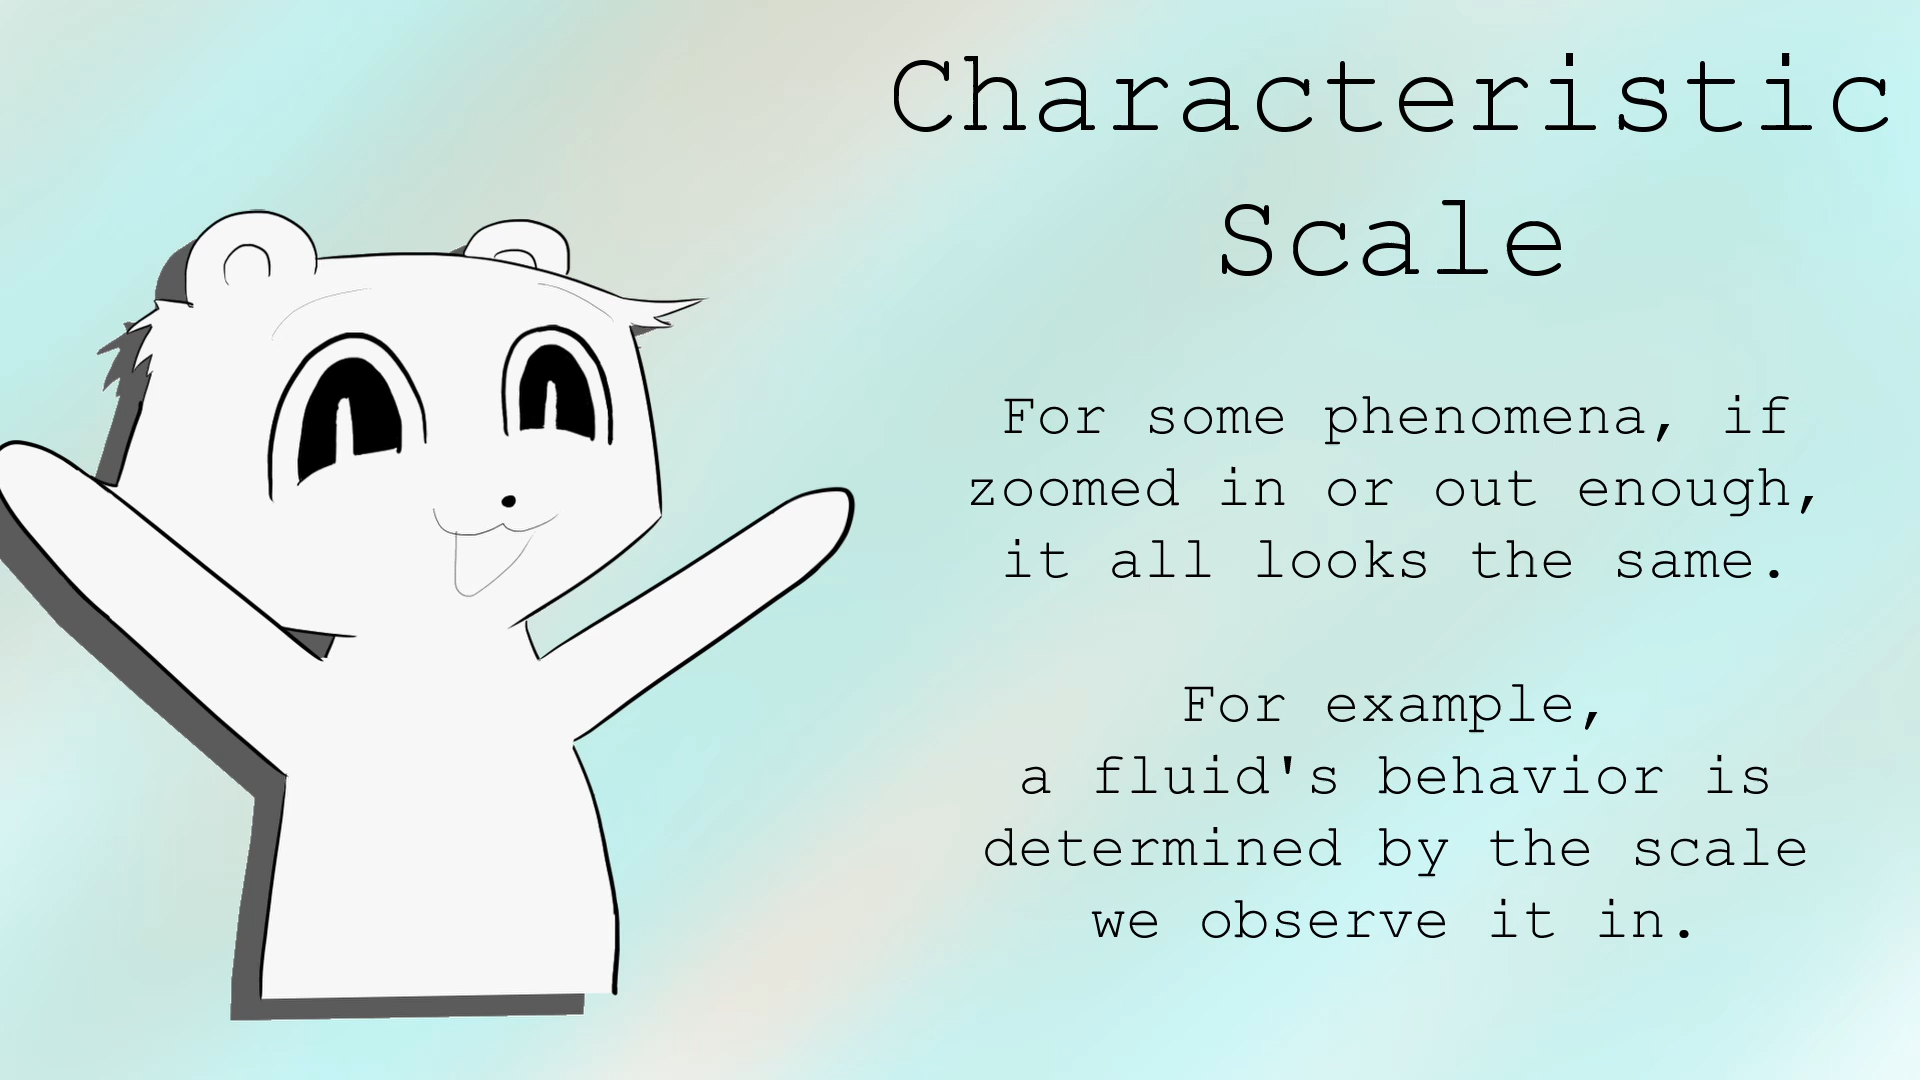 Characteristic
Scale
For some phenomena, if
zoomed in or out enough,
it all looks the same.
For example,
a fluid's behavior is
determined by the scale
we observe it in.